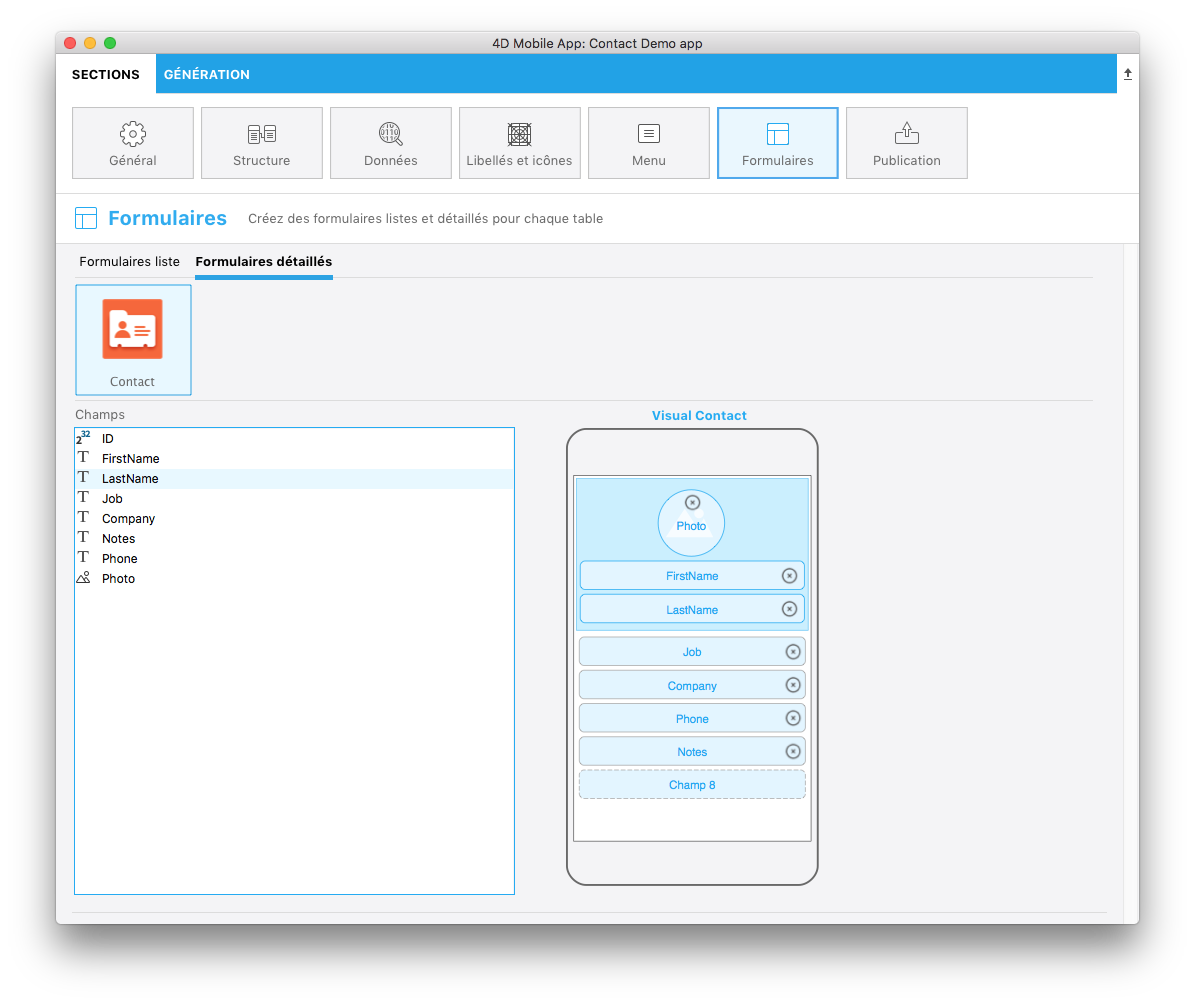 4D Mobile App: Contact Demo app
SECTIONS GÉNÉRATION
Général Structure Données Libellés et icônes Menu Formulaires Publication
Formulaires Créez des formulaires listes et détaillés pour chaque table
Formulaires liste Formulaires détaillés
Contact
Champs
2 32 ID
T FirstName
T LastName
T Job
T Company
T Notes
T Phone
Photo
Visual Contact
Photo
FirstName
LastName
Job
Company
Phone
Notes
Champ 8